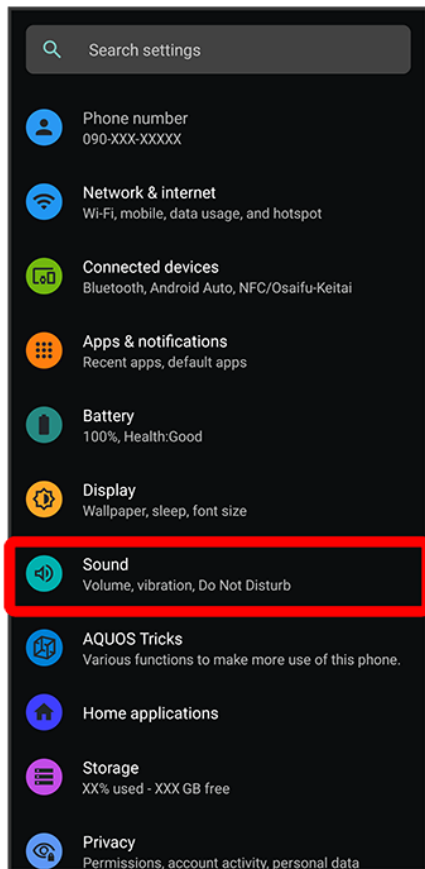 Search settings
Phone number
090-XXX-XXXXX
Network & internet
Wi-Fi, mobile, data usage, and hotspot
Connected devices
Bluetooth, Android Auto, NFC/Osaifu-Keitai
Apps & notifications
Recent apps, default apps
Battery
100%, Health:Good
Display
Wallpaper, sleep, font size
Sound
Volume, vibration, Do Not Disturb
AQUOS Tricks
Various functions to make more use of this phone.
Home applications
Storage
XX% used - XXX GB free
Privacy
Permissions, account activity, personal data